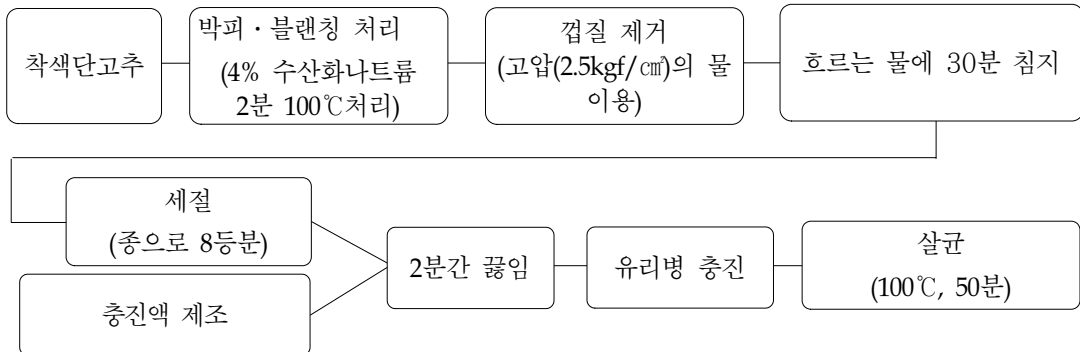 착색단고추
박피·블랜칭 처리
(4% 수산화나트륨
2분 100℃처리)
껍질 제거
(고압(2.5kgf/㎠)의 물
이용)
흐르는 물에 30분 침지
세절
(종으로 8등분)
충진액 제조
2분간 끓임
유리병 충진
살균
(100℃, 50분)